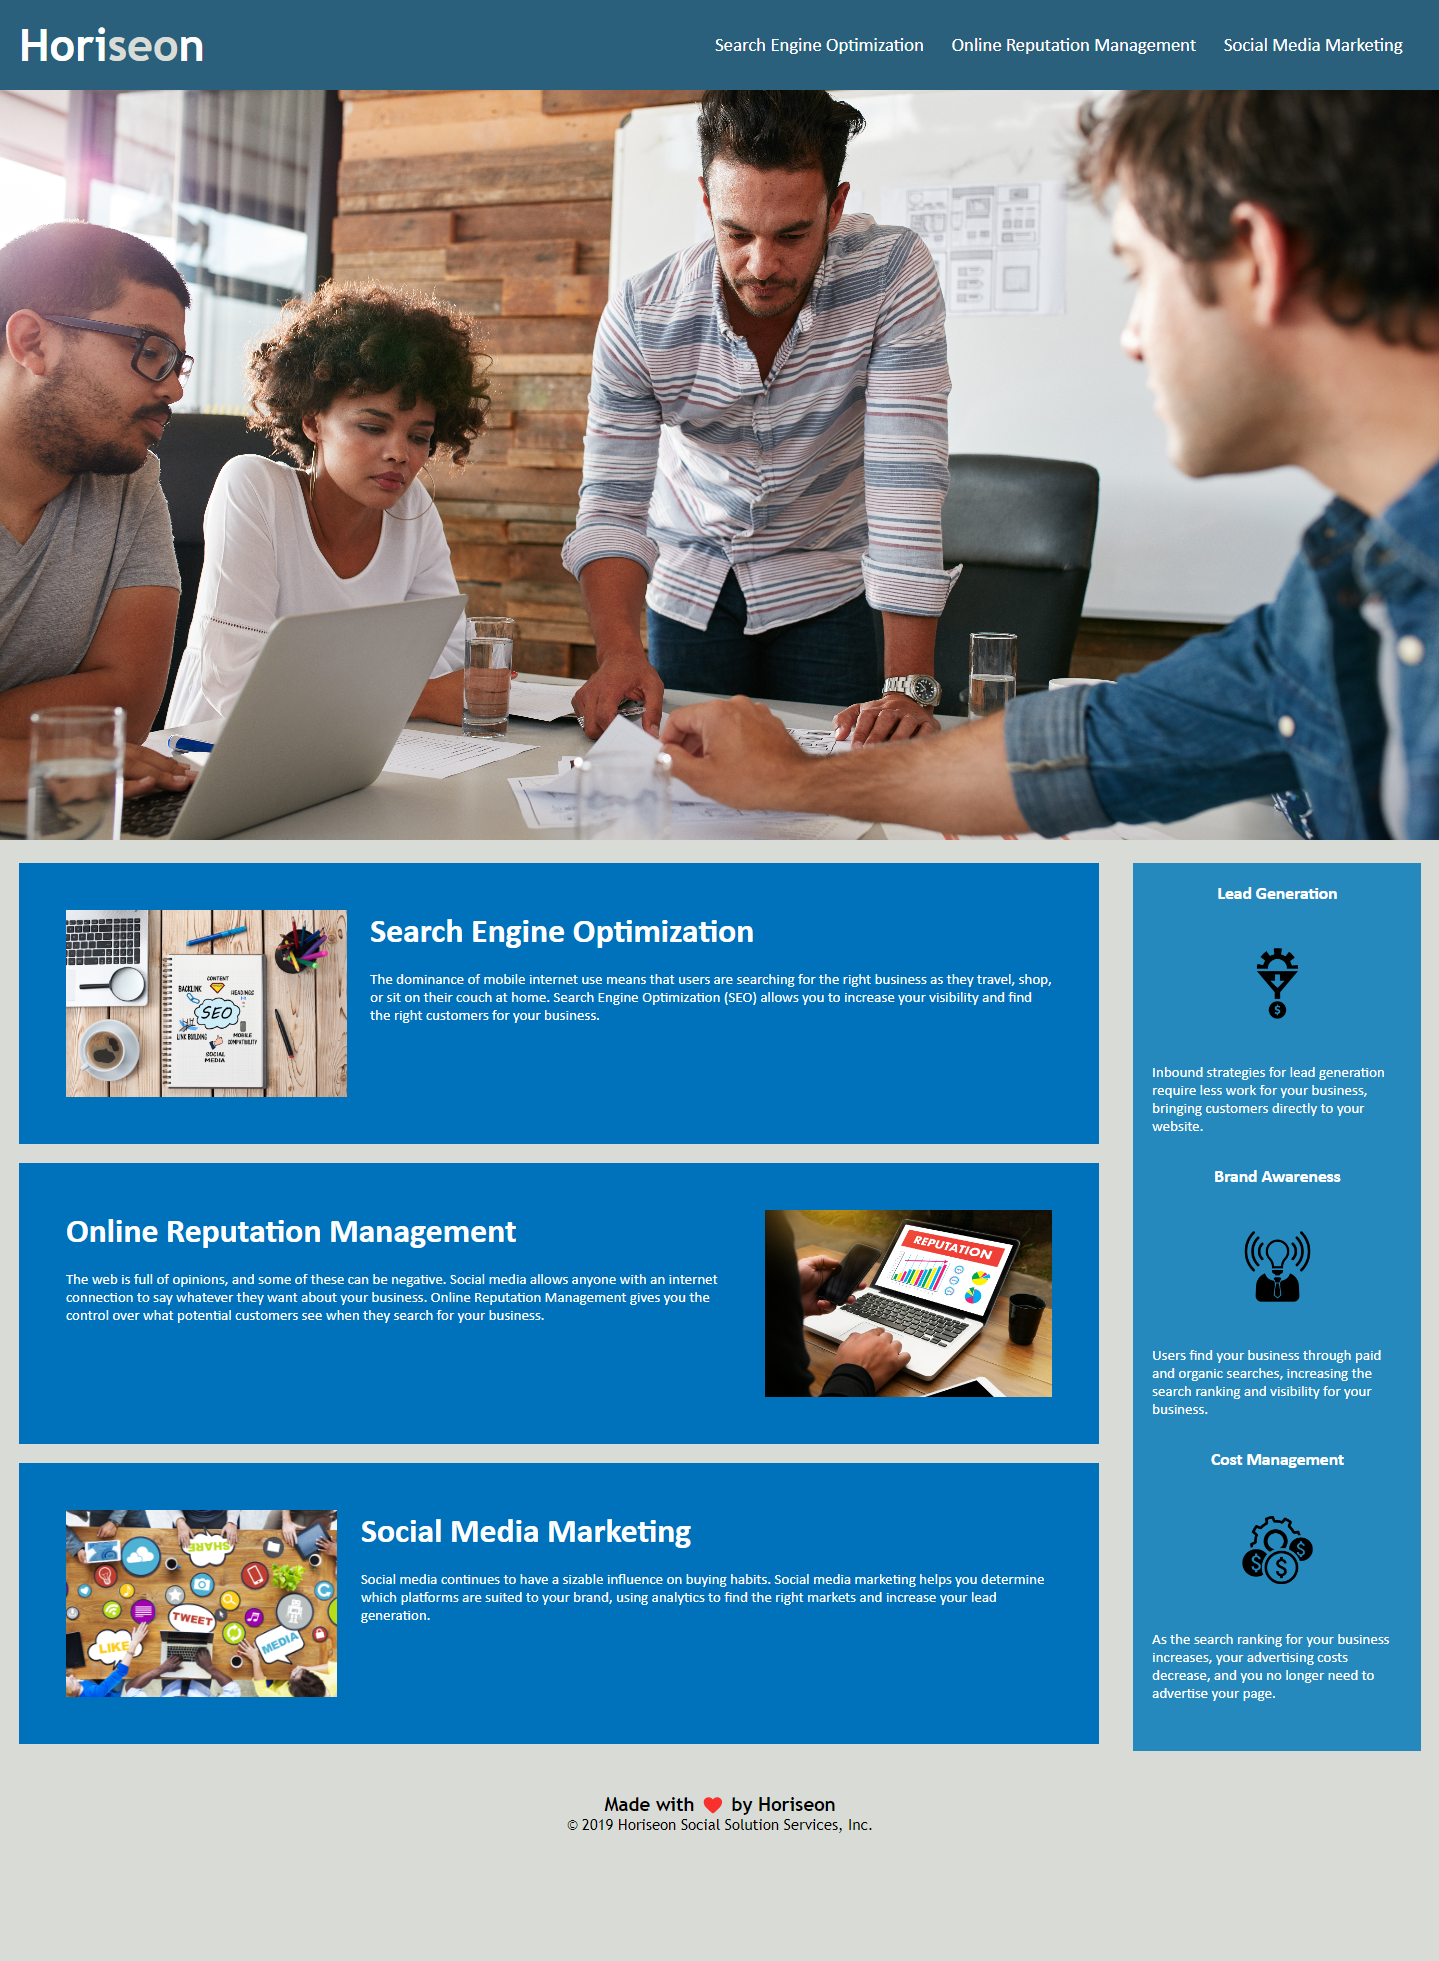 Horiseon
Search Engine Optimization Online Reputation Management Social Media Marketing
Search Engine Optimization
The dominance of mobile internet use means that users are searching for the right business as they travel, shop,
or sit on their couch at home. Search Engine Optimization (SEO) allows you to increase your visibility and find
the right customers for your business.
CONTENT
BACKLINK
HEADINGS
SEO
LINK BUILDING
MOBILE
COMPATIBILITY
SOCIAL
MEDIA
Online Reputation Management
The web is full of opinions, and some of these can be negative. Social media allows anyone with an internet
connection to say whatever they want about your business. Online Reputation Management gives you the
control over what potential customers see when they search for your business.
REPUTATION
Social Media Marketing
Social media continues to have a sizable influence on buying habits. Social media marketing helps you determine
which platforms are suited to your brand, using analytics to find the right markets and increase your lead
generation.
SHARE
TWEET
LIKE
MEDIA
Lead Generation
$
Inbound strategies for lead generation
require less work for your business,
bringing customers directly to your
website.
Brand Awareness
Users find your business through paid
and organic searches, increasing the
search ranking and visibility for your
business.
Cost Management
$ $ $
As the search ranking for your business
increases, your advertising costs
decrease, and you no longer need to
advertise your page.
Made with ❤️ by Horiseon
© 2019 Horiseon Social Solution Services, Inc.